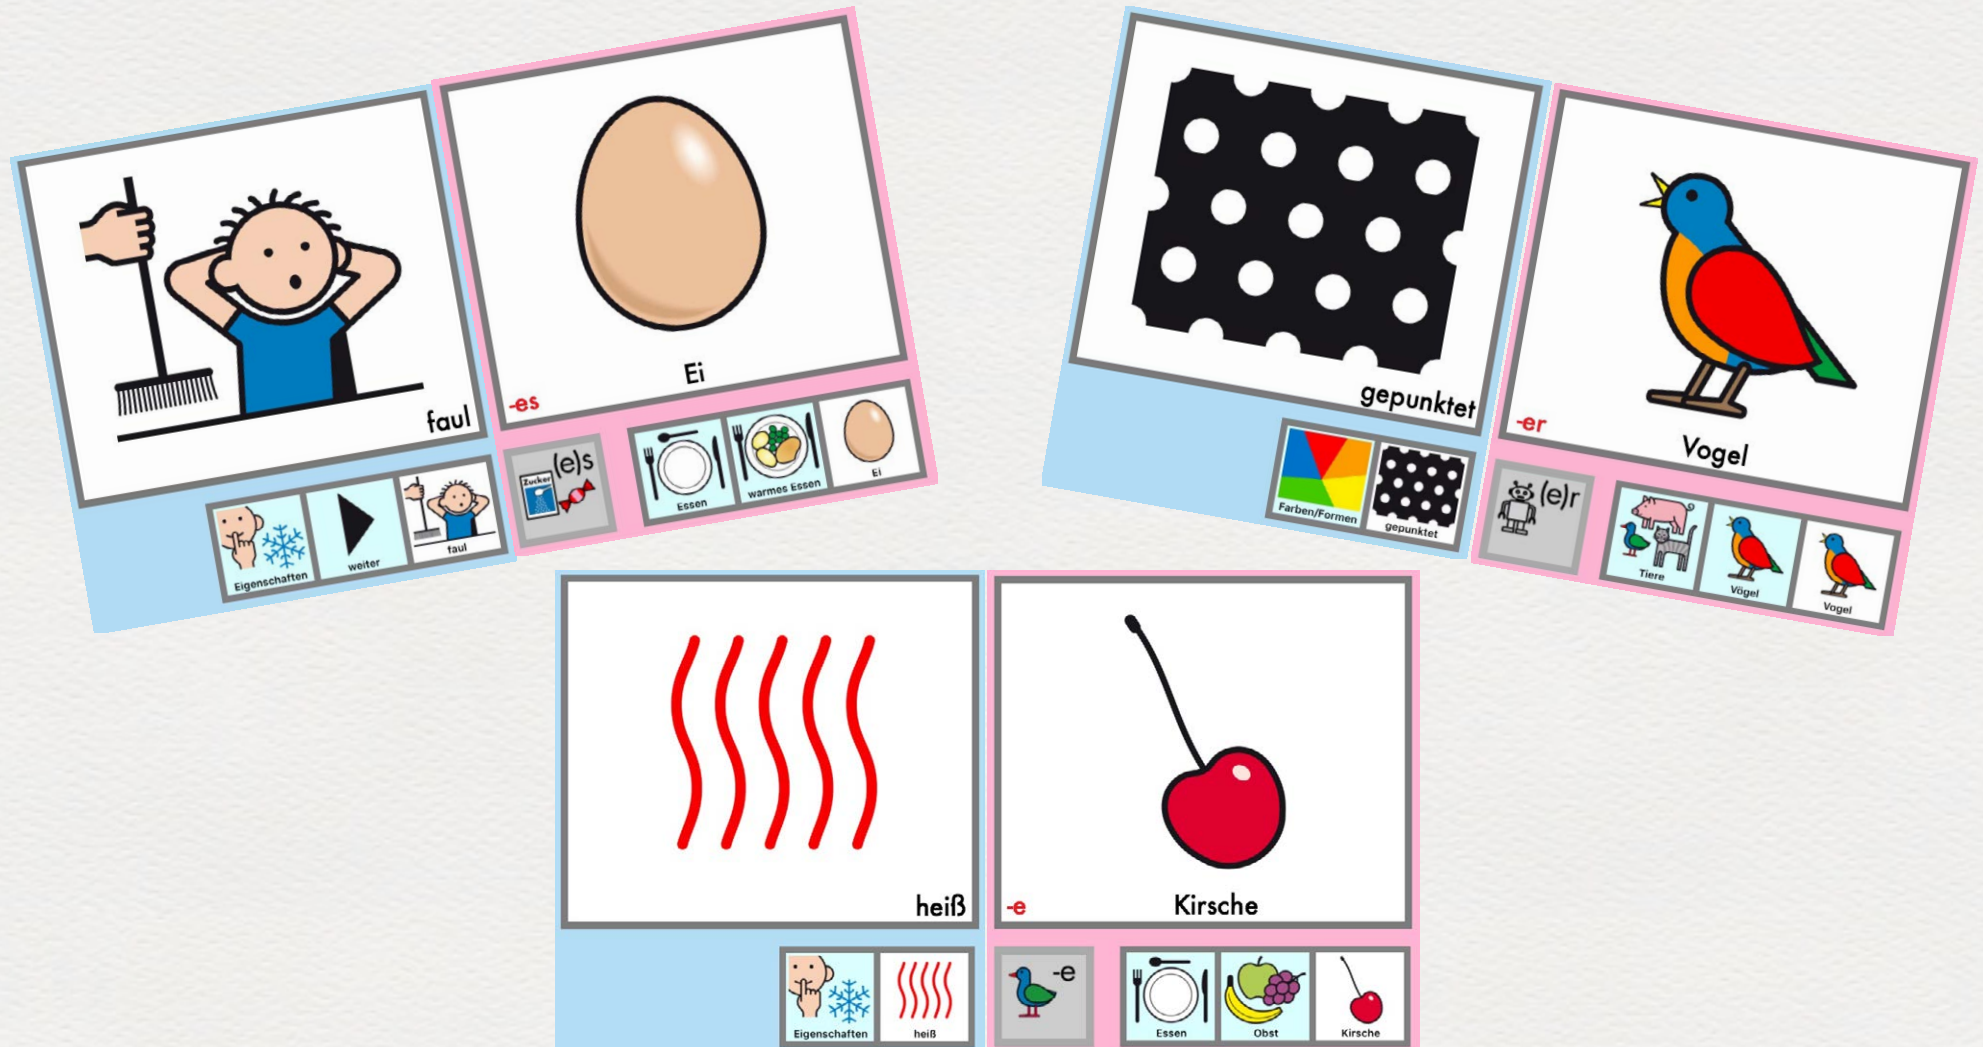 faul
Eigenschaften
weiter
faul
Ei
-es
Zucker
(e)s
Essen
warmes Essen
Ei
gepunktet
Farben/Formen
gepunktet
-er
Vogel
(e)r
Tiere
Vögel
Vogel
heiß
Eigenschaften
heiß
-e
Kirsche
-e
Essen
Obst
Kirsche